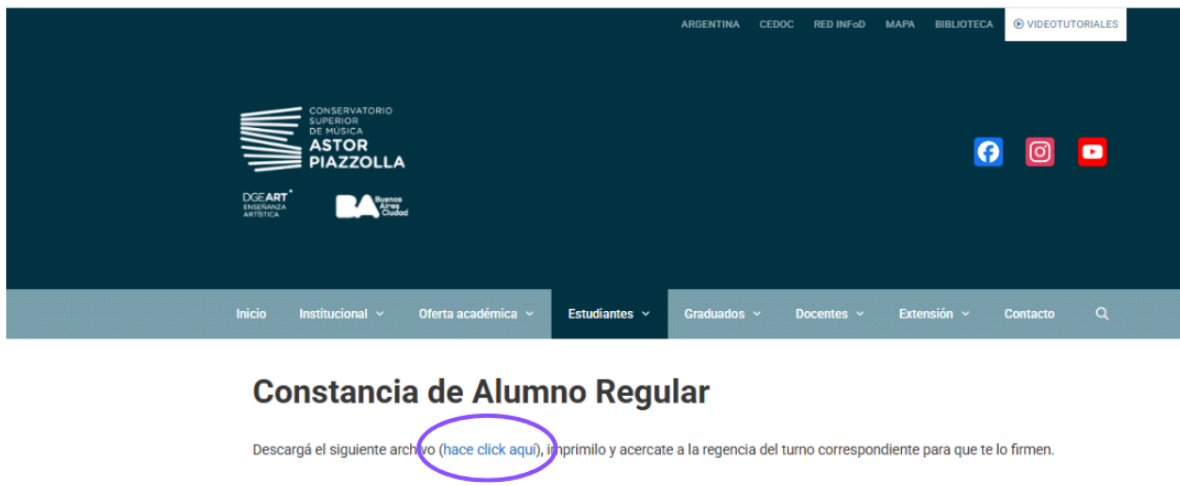 ARGENTINA CEDOC RED INFoD MAPA BIBLIOTECA VIDEOTUTORIALES
CONSERVATORIO
SUPERIOR
DE MÚSICA
ASTOR
PIAZZOLLA
DGEART
ENSEÑANZA
ARTÍSTICA
BA Buenos
Aires
Ciudad
Inicio Institucional Oferta académica Estudiantes Graduados Docentes Extensión Contacto
Constancia de Alumno Regular
Descargá el siguiente archivo (hace click aquí), imprimilo y acercate a la regencia del turno correspondiente para que te lo firmen.